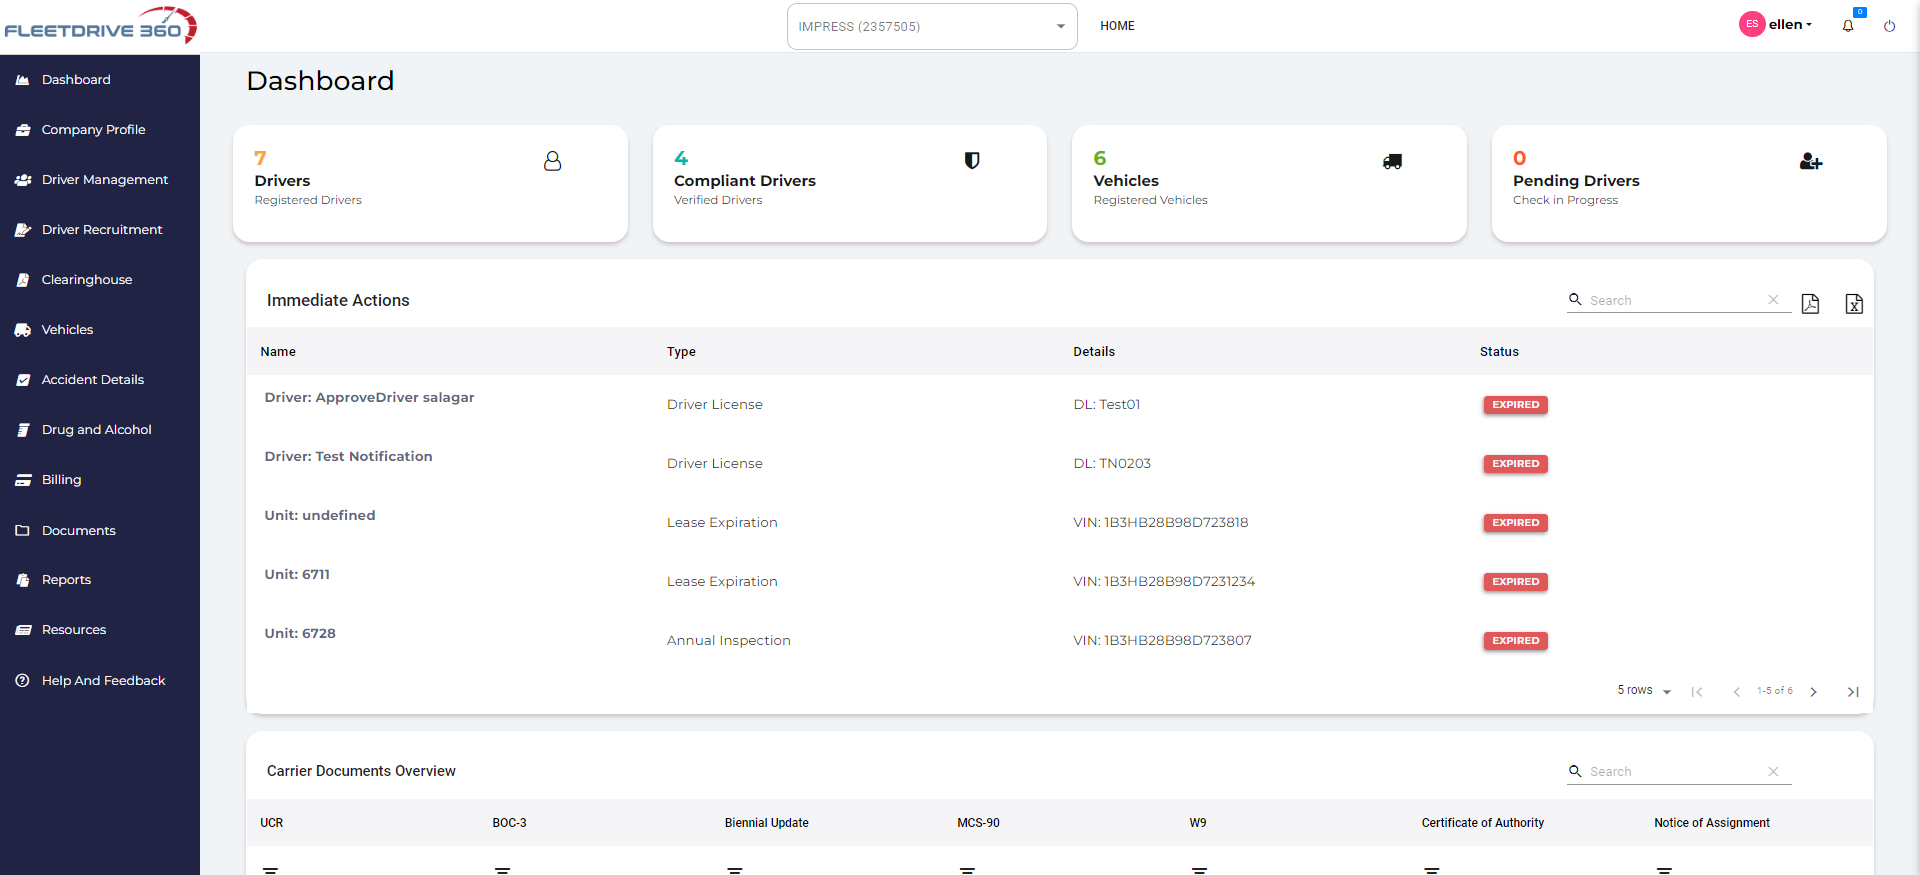 FLEETDRIVE 360
IMPRESS (2357505)
HOME
ES
ellen
0
Dashboard
Company Profile
Driver Management
Driver Recruitment
Clearinghouse
Vehicles
Accident Details
Drug and Alcohol
Billing
Documents
Reports
Resources
Help And Feedback
Dashboard
7
Drivers
Registered Drivers
4
Compliant Drivers
Verified Drivers
6
Vehicles
Registered Vehicles
0
Pending Drivers
Check in Progress
Immediate Actions
Search
Name Type Details Status
Driver: ApproveDriver salagar Driver License DL: Test01 EXPIRED
Driver: Test Notification Driver License DL: TN0203 EXPIRED
Unit: undefined Lease Expiration VIN: 1B3HB28B98D723818 EXPIRED
Unit: 6711 Lease Expiration VIN: 1B3HB28B98D7231234 EXPIRED
Unit: 6728 Annual Inspection VIN: 1B3HB28B98D723807 EXPIRED
5 rows 1-5 of 6
Carrier Documents Overview
Search
UCR BOC-3 Biennial Update MCS-90 W9 Certificate of Authority Notice of Assignment